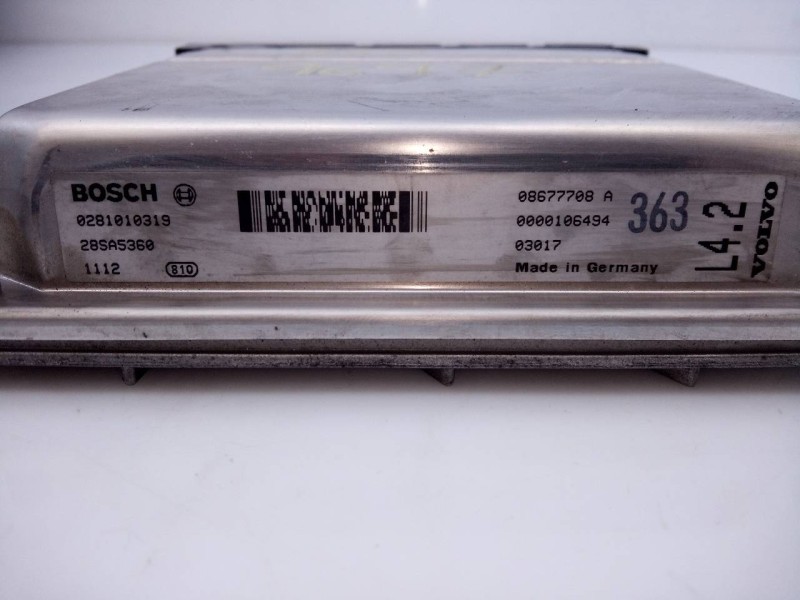 BOSCH
0281010319
28SA5360
1112 810
08677708 A
0000106494
03017
Made in Germany
363
L4.2
VOLVO